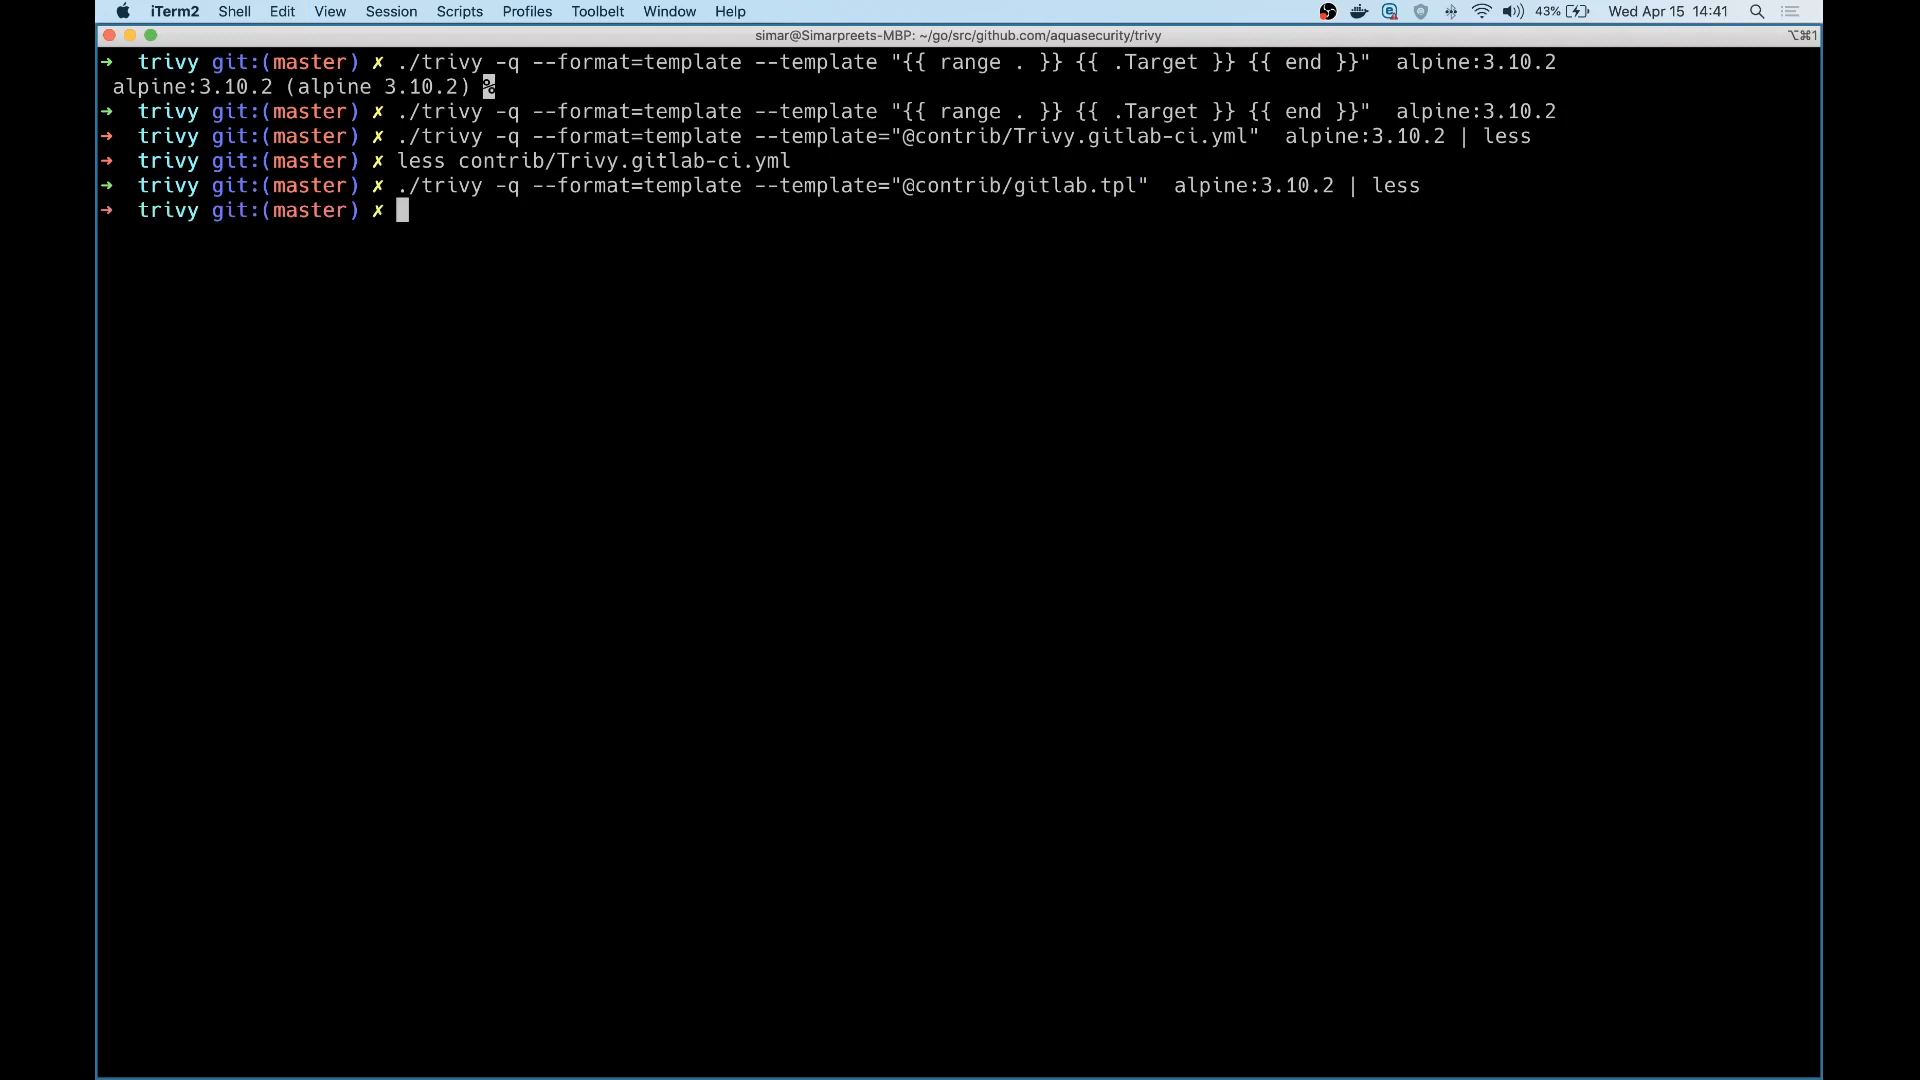 iTerm2 Shell Edit View Session Scripts Profiles Toolbelt Window Help 43% Wed Apr 15 14:41
simar@Simarpreets-MBP: ~/go/src/github.com/aquasecurity/trivy ⌥⌘1
➜ trivy git:(master) ✗ ./trivy -q --format=template --template "{{ range . }} {{ .Target }} {{ end }}" alpine:3.10.2
alpine:3.10.2 (alpine 3.10.2) %
➜ trivy git:(master) ✗ ./trivy -q --format=template --template "{{ range . }} {{ .Target }} {{ end }}" alpine:3.10.2
➜ trivy git:(master) ✗ ./trivy -q --format=template --template="@contrib/Trivy.gitlab-ci.yml" alpine:3.10.2 | less
➜ trivy git:(master) ✗ less contrib/Trivy.gitlab-ci.yml
➜ trivy git:(master) ✗ ./trivy -q --format=template --template="@contrib/gitlab.tpl" alpine:3.10.2 | less
➜ trivy git:(master) ✗